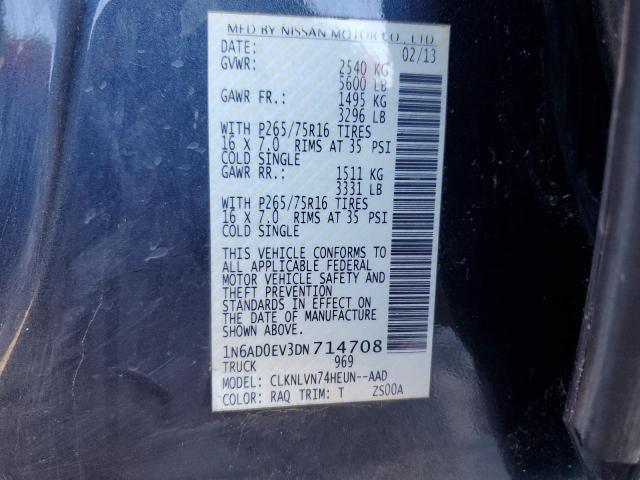 MFD BY NISSAN MOTOR CO., LTD.
DATE: 02/13
GVWR: 2540 KG
5600 LB
GAWR FR.: 1495 KG
3296 LB
WITH P265/75R16 TIRES
16 X 7.0 RIMS AT 35 PSI
COLD SINGLE
GAWR RR.: 1511 KG
3331 LB
WITH P265/75R16 TIRES
16 X 7.0 RIMS AT 35 PSI
COLD SINGLE
THIS VEHICLE CONFORMS TO
ALL APPLICABLE FEDERAL
MOTOR VEHICLE SAFETY AND
THEFT PREVENTION
STANDARDS IN EFFECT ON
THE DATE OF MANUFACTURE
SHOWN ABOVE.
1N6AD0EV3DN714708
TRUCK 969
MODEL: CLKNLVN74HEUN--AAD
COLOR: RAQ TRIM: T ZS00A